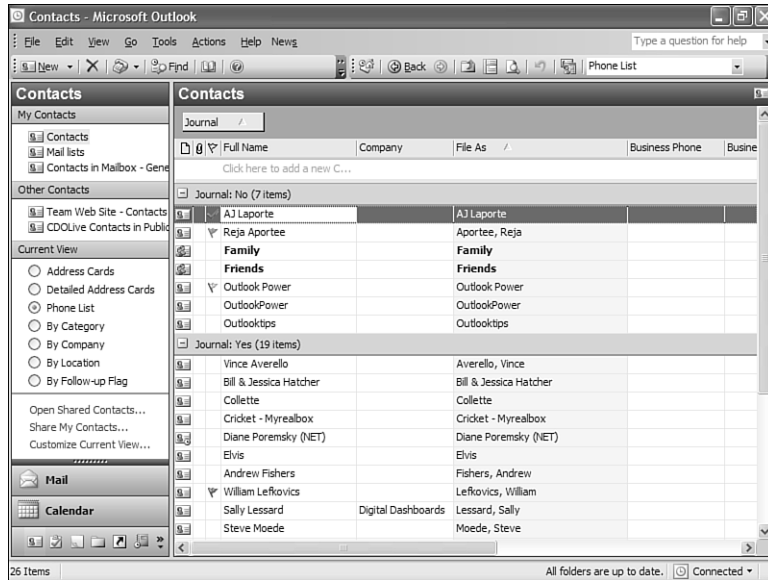 Contacts - Microsoft Outlook
File Edit View Go Tools Actions Help News
Type a question for help
New Find Back Phone List
Contacts
My Contacts
Contacts
Mail lists
Contacts in Mailbox - Gene
Other Contacts
Team Web Site - Contacts
CDOLive Contacts in Public
Current View
Address Cards
Detailed Address Cards
Phone List
By Category
By Company
By Location
By Follow-up Flag
Open Shared Contacts...
Share My Contacts...
Customize Current View...
Mail
Calendar
Contacts
Journal
Full Name Company File As Business Phone Busine
Click here to add a new C...
Journal: No (7 items)
AJ Laporte AJ Laporte
Reja Aportee Aportee, Reja
Family Family
Friends Friends
Outlook Power Outlook Power
OutlookPower OutlookPower
Outlooktips Outlooktips
Journal: Yes (19 items)
Vince Averello Averello, Vince
Bill & Jessica Hatcher Bill & Jessica Hatcher
Collette Collette
Cricket - Myrealbox Cricket - Myrealbox
Diane Poremsky (NET) Diane Poremsky (NET)
Elvis Elvis
Andrew Fishers Fishers, Andrew
William Lefkovics Lefkovics, William
Sally Lessard Digital Dashboards Lessard, Sally
Steve Moede Moede, Steve
26 Items All folders are up to date. Connected